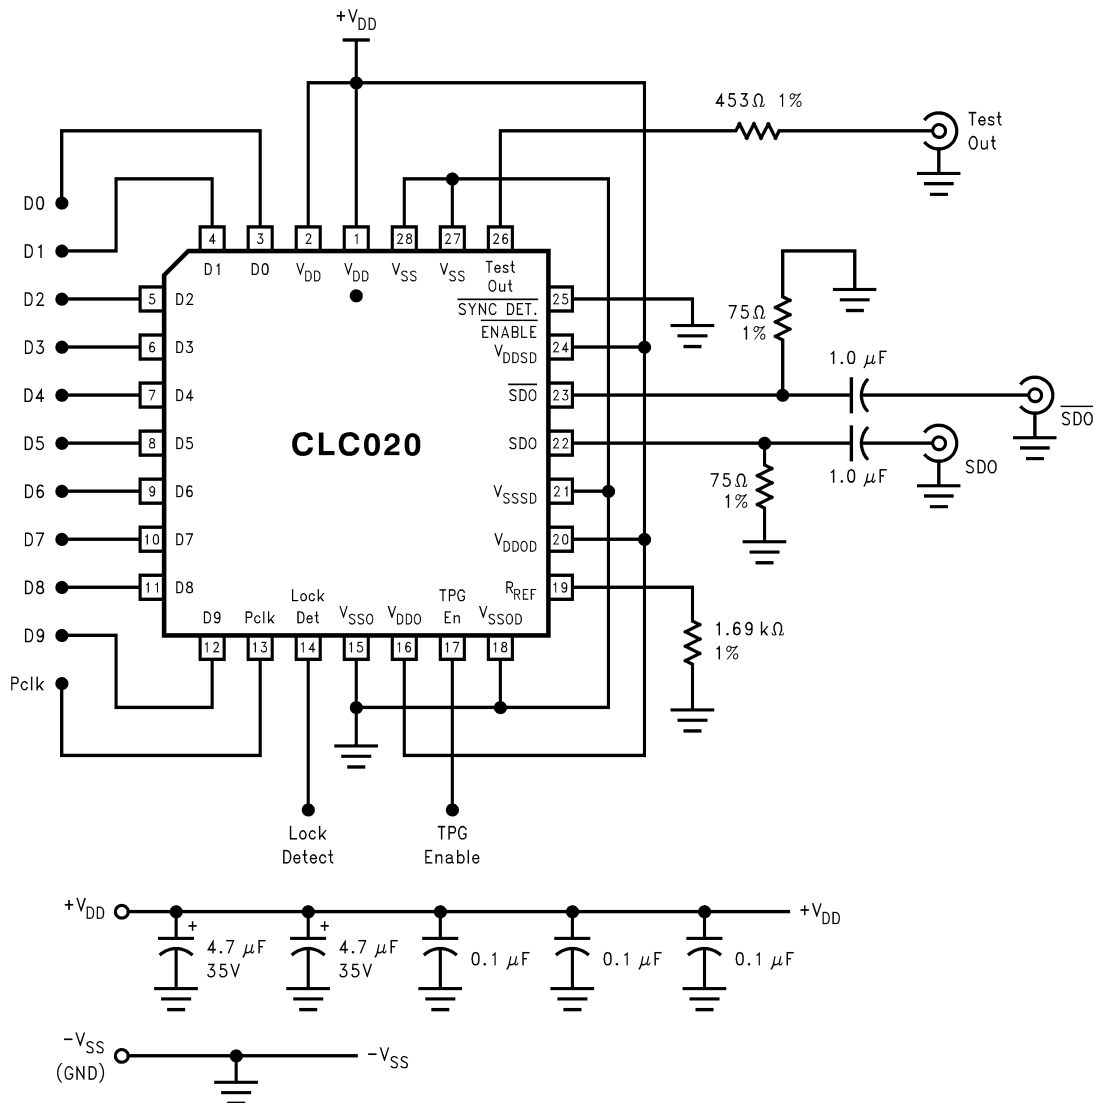 +VDD
453Ω 1%
Test
Out
D0
D1
D2
D3
D4
D5
D6
D7
D8
D9
Pclk
4
3
2
1
28
27
26
D1
D0
VDD
VDD
VSS
VSS
Test
Out
5
D2
6
D3
7
D4
8
D5
9
D6
10
D7
11
D8
CLC020
SYNC DET.
ENABLE
25
VDDSD
24
SDO
23
SDO
22
VSSSD
21
VDDOD
20
RREF
19
75Ω
1%
1.0 µF
SDO
75Ω
1%
1.0 µF
SDO
1.69 kΩ
1%
D9
Pclk
Lock
Det
VSSO
VDDO
TPG
En
VSSOD
12
13
14
15
16
17
18
Lock
Detect
TPG
Enable
+VDD
+VDD
+
4.7 µF
35V
+
4.7 µF
35V
0.1 µF
0.1 µF
0.1 µF
-VSS
(GND)
-VSS